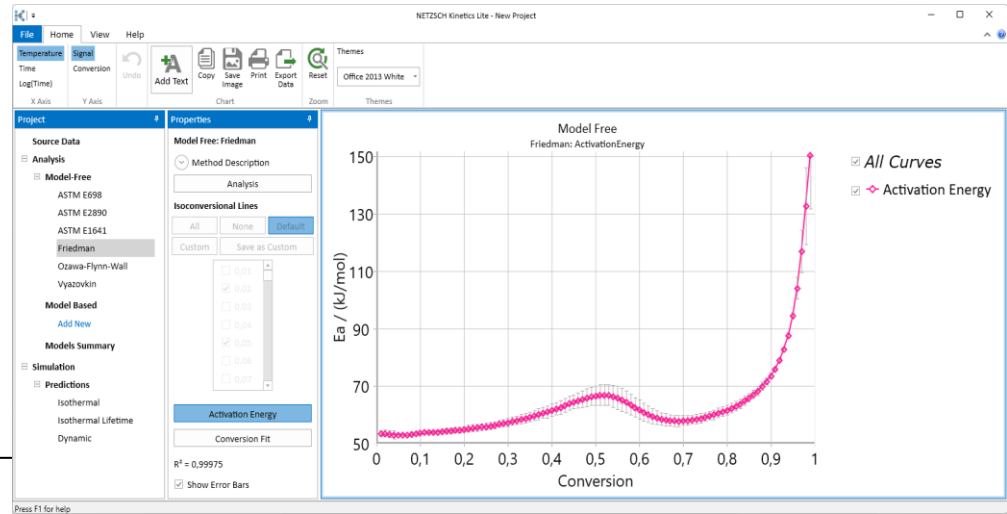 NETZSCH Kinetics Lite - New Project
File Home View Help
Temperature Signal
Time Conversion
Log(Time)
Undo
Add Text
Copy
Save Image
Print
Export Data
Reset
Themes
Office 2013 White
X Axis Y Axis Chart Zoom Themes
Project
Source Data
Analysis
Model-Free
ASTM E698
ASTM E2890
ASTM E1641
Friedman
Ozawa-Flynn-Wall
Vyazovkin
Model Based
Add New
Models Summary
Simulation
Predictions
Isothermal
Isothermal Lifetime
Dynamic
Properties
Model Free: Friedman
Method Description
Analysis
Isoconversional Lines
All None Default
Custom Save as Custom
0,01
0,02
0,03
0,04
0,05
0,06
0,07
Activation Energy
Conversion Fit
R² = 0,99975
Show Error Bars
Model Free
Friedman: ActivationEnergy
150
130
110
90
70
50
Ea / (kJ/mol)
0 0,1 0,2 0,3 0,4 0,5 0,6 0,7 0,8 0,9 1
Conversion
All Curves
Activation Energy
Press F1 for help